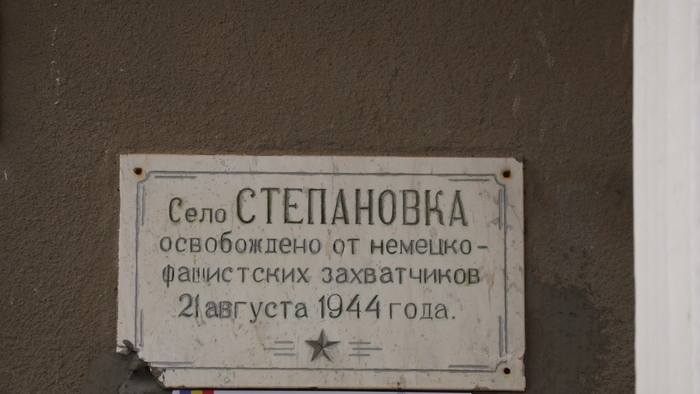 Село СТЕПАНОВКА
освобождено от немецко-
фашистских захватчиков
21 августа 1944 года.